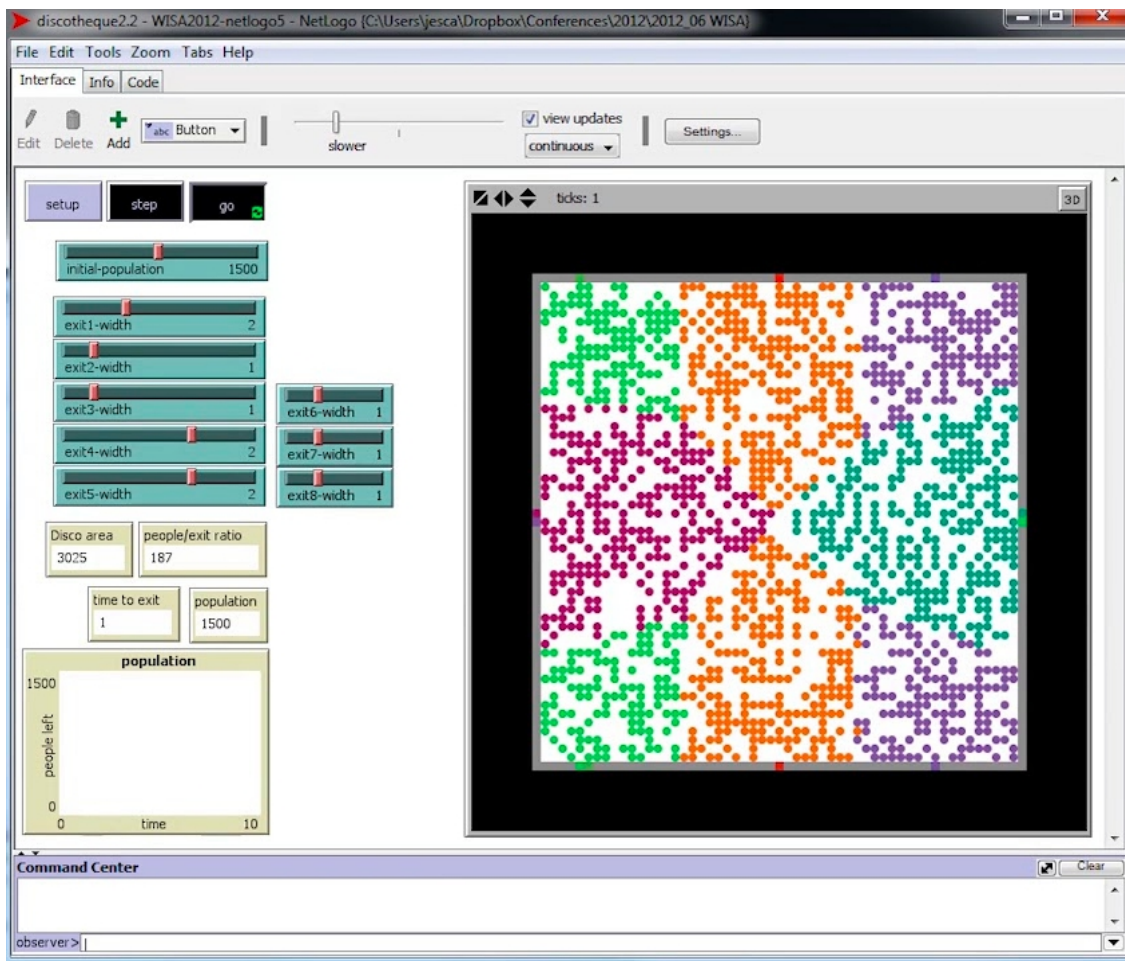 discotheque2.2 - WISA2012-netlogo5 - NetLogo {C:\Users\jesca\Dropbox\Conferences\2012\2012_06 WISA}
File Edit Tools Zoom Tabs Help
Interface Info Code
Edit Delete Add abc Button slower view updates continuous Settings...
setup step go
ticks: 1 3D
initial-population 1500
exit1-width 2
exit2-width 1
exit3-width 1
exit6-width 1
exit4-width 2
exit7-width 1
exit5-width 2
exit8-width 1
Disco area people/exit ratio
3025 187
time to exit population
1 1500
population
1500
people left
0
0 time 10
Command Center Clear
observer>